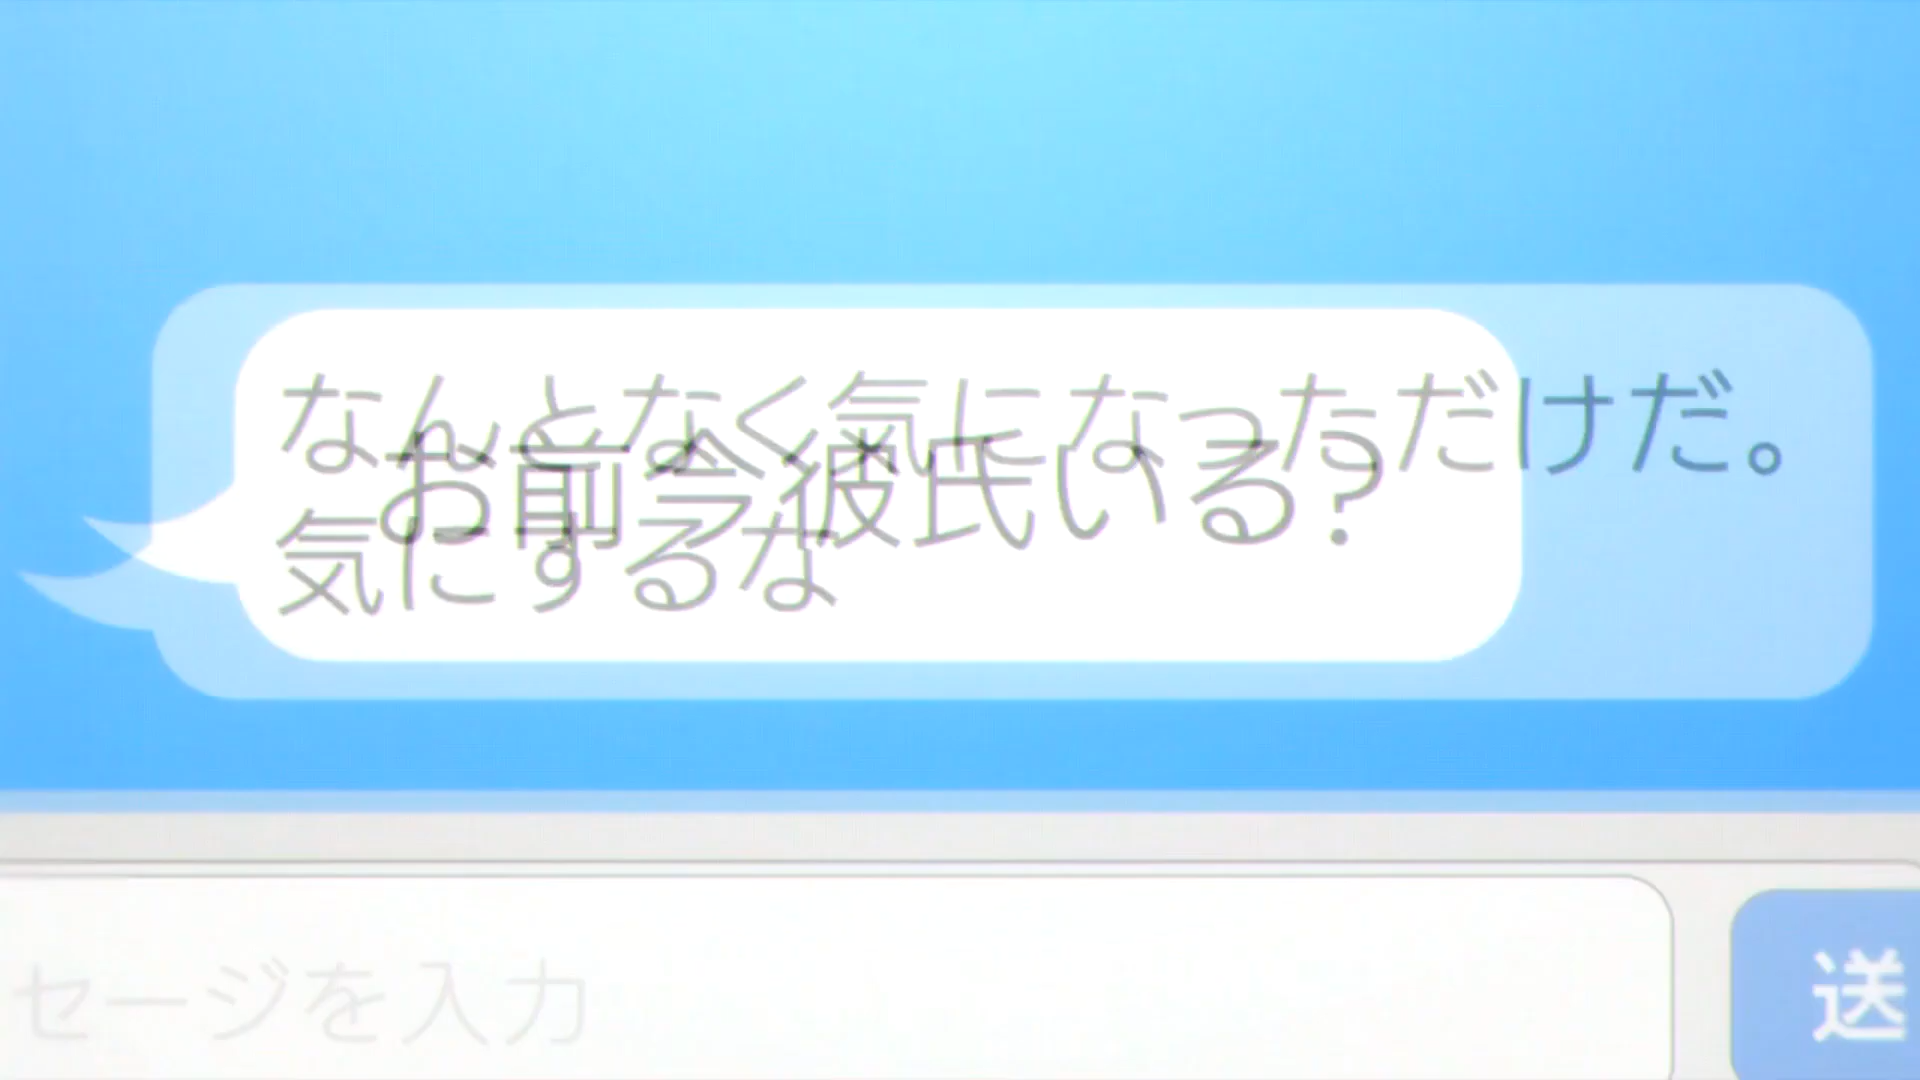 なんとなく気になっただけだ。
気にするな
お前今彼氏いる?
セージを入力
送